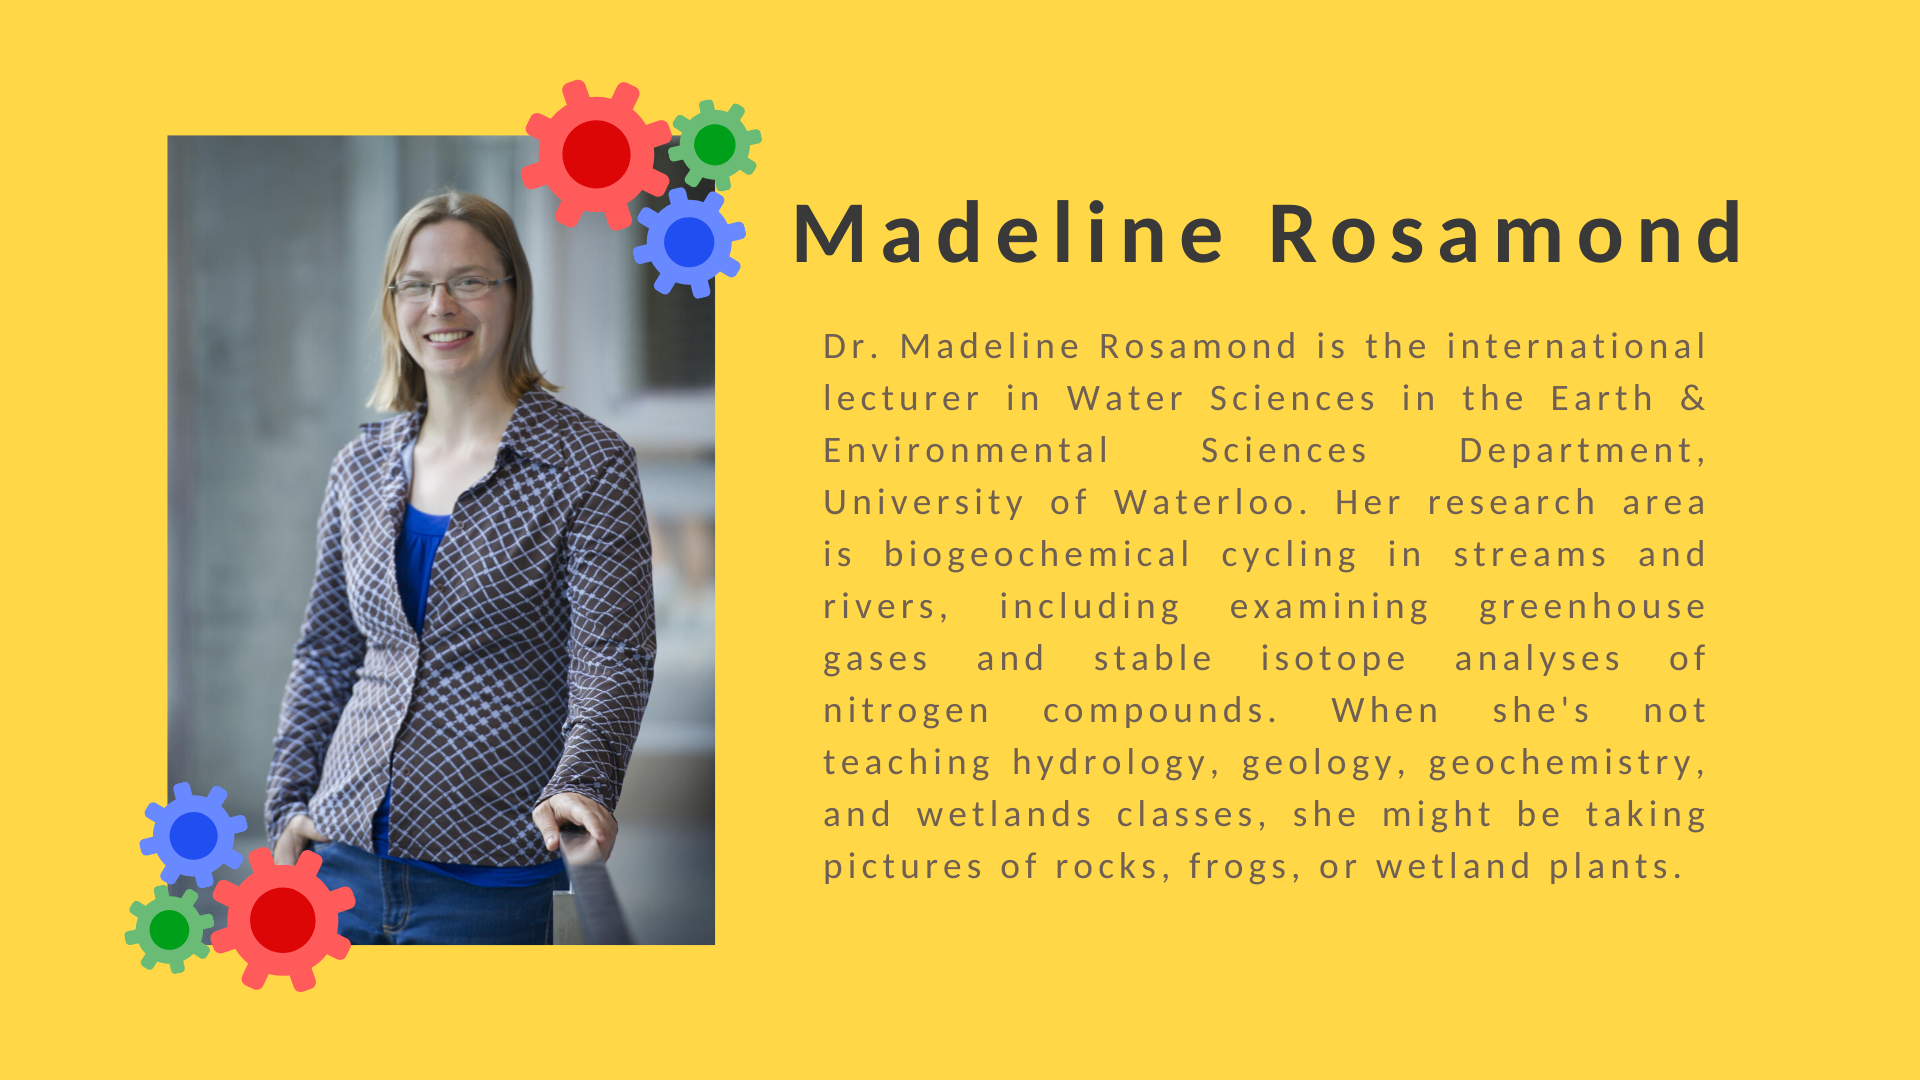 Madeline Rosamond
Dr. Madeline Rosamond is the international
lecturer in Water Sciences in the Earth &
Environmental Sciences Department,
University of Waterloo. Her research area
is biogeochemical cycling in streams and
rivers, including examining greenhouse
gases and stable isotope analyses of
nitrogen compounds. When she's not
teaching hydrology, geology, geochemistry,
and wetlands classes, she might be taking
pictures of rocks, frogs, or wetland plants.